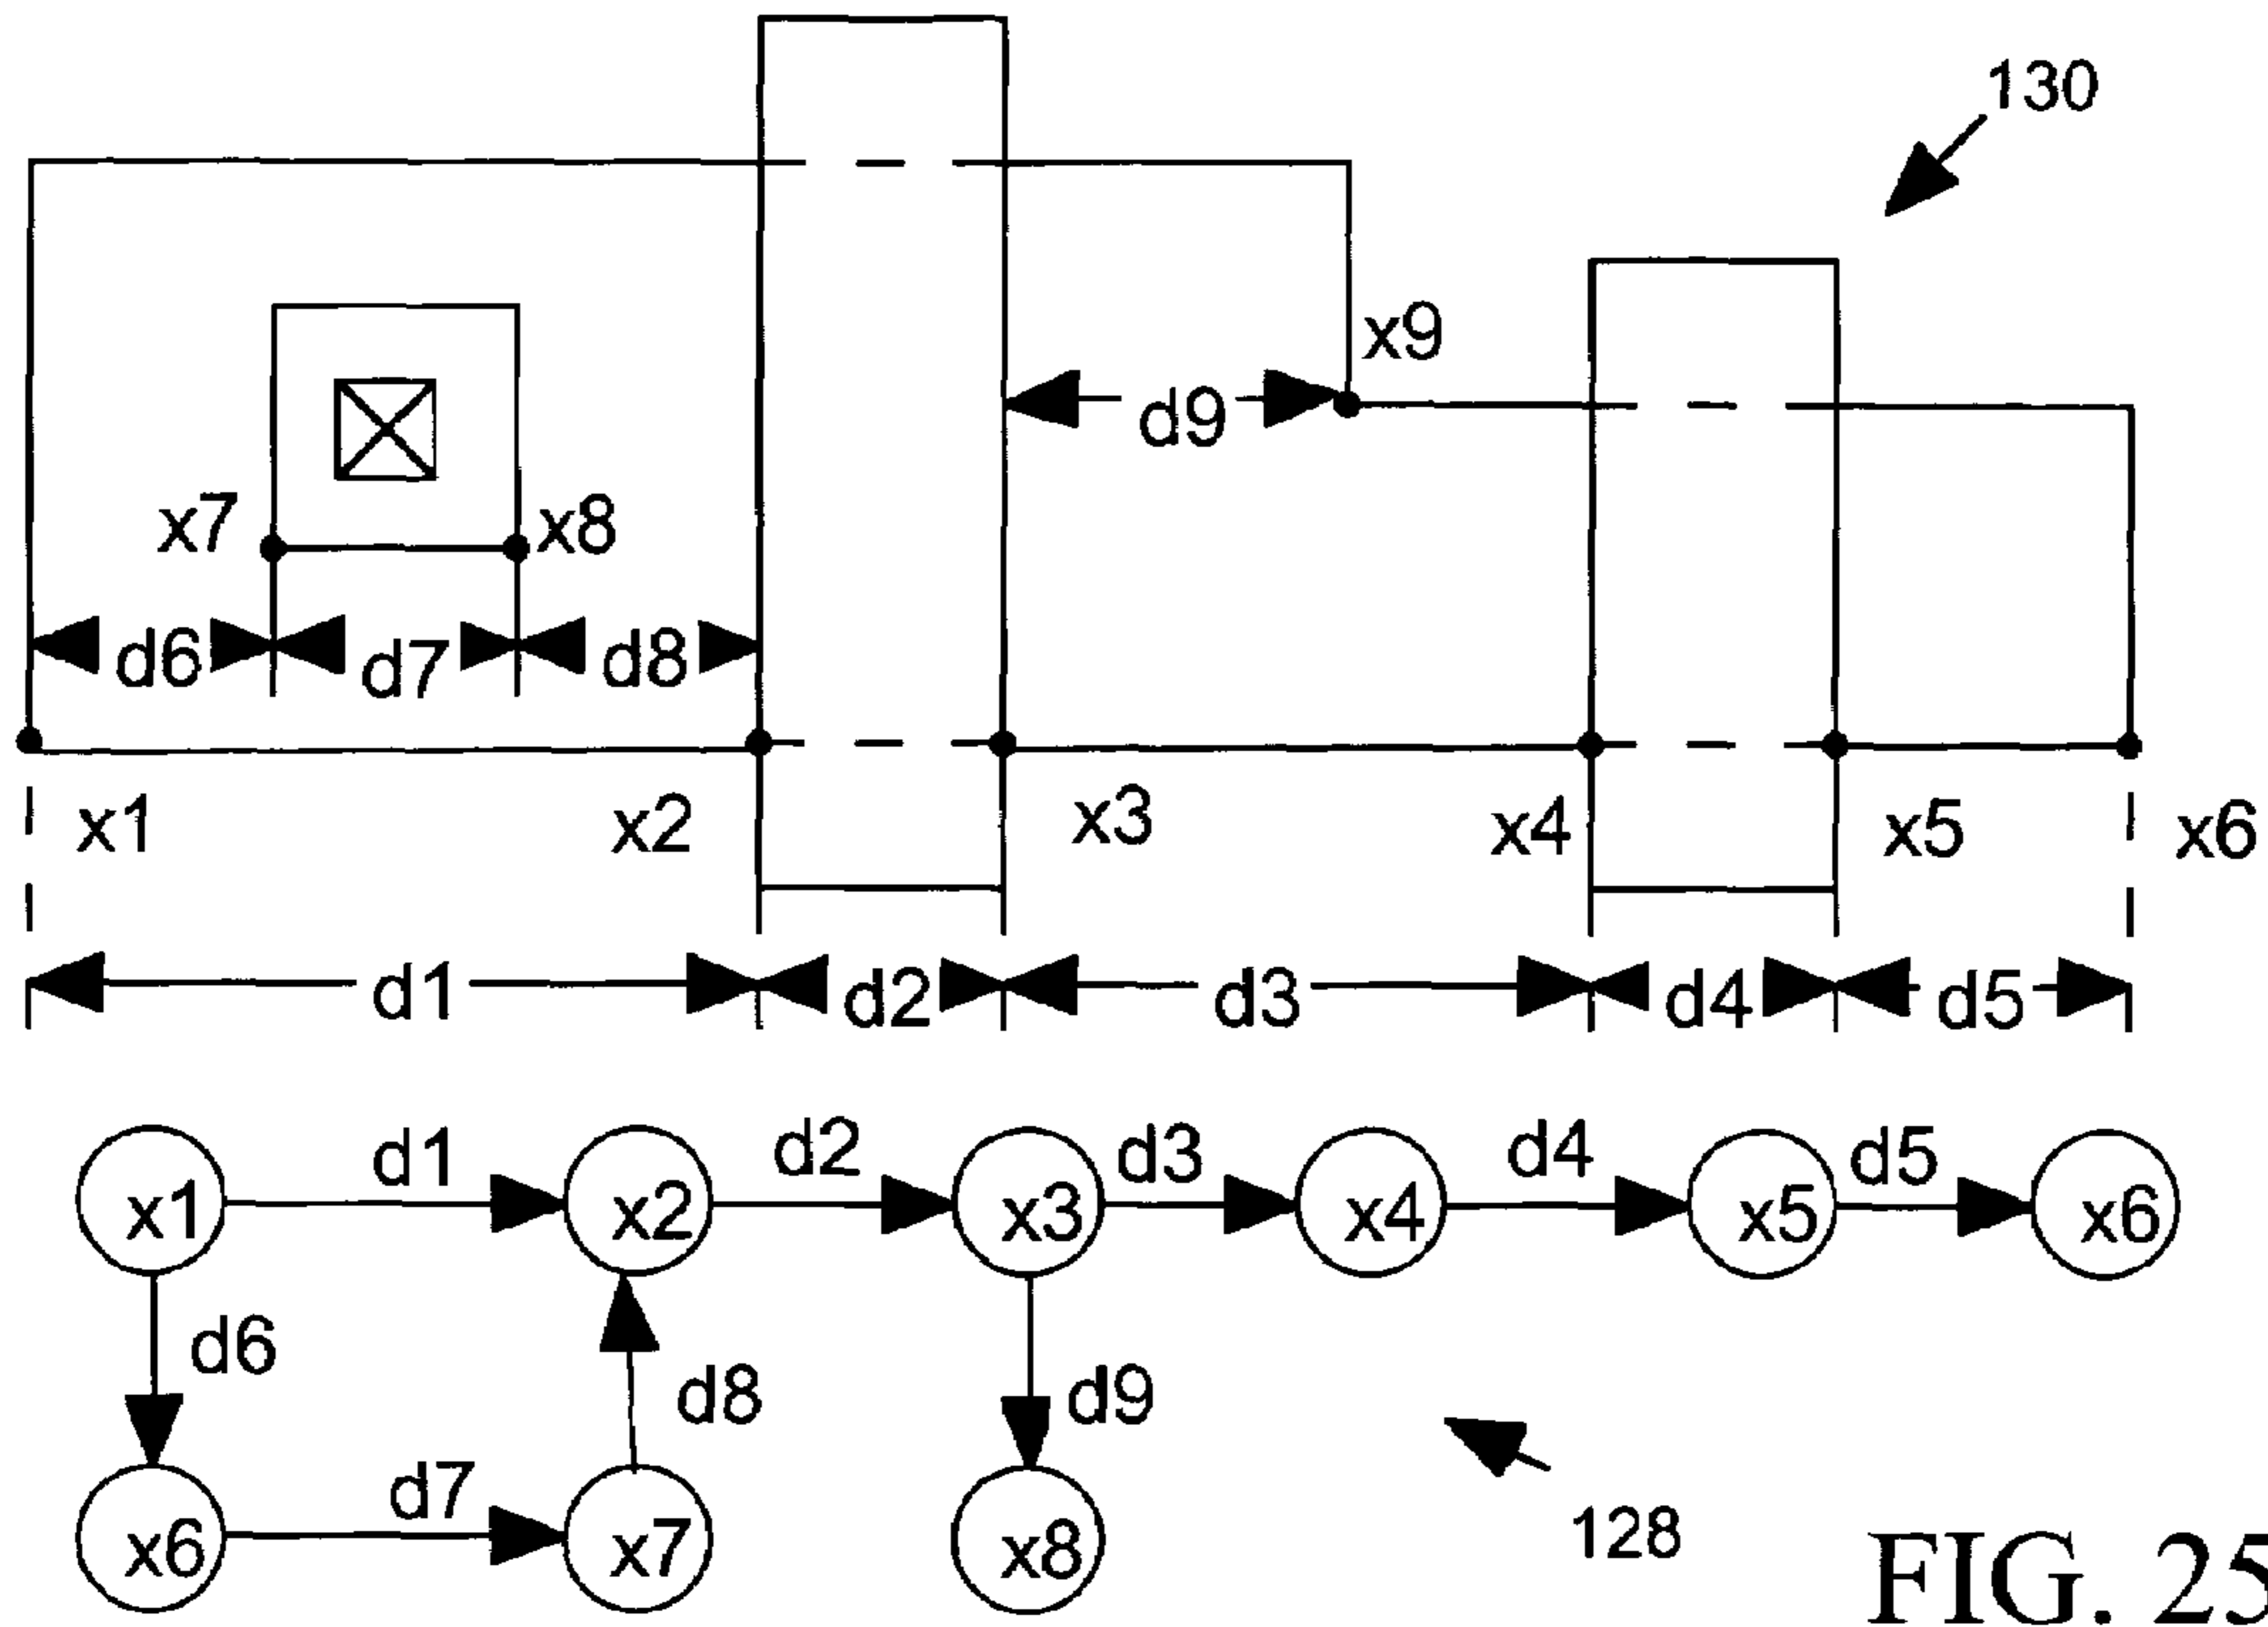 130
x9
d9
x7 x8
d6 d7 d8
x1 x2 x3 x4 x5 x6
d1 d2 d3 d4 d5
d1 d2 d3 d4 d5
x1 x2 x3 x4 x5 x6
d6 d8 d9
d7
x6 x7 x8
128
FIG. 25